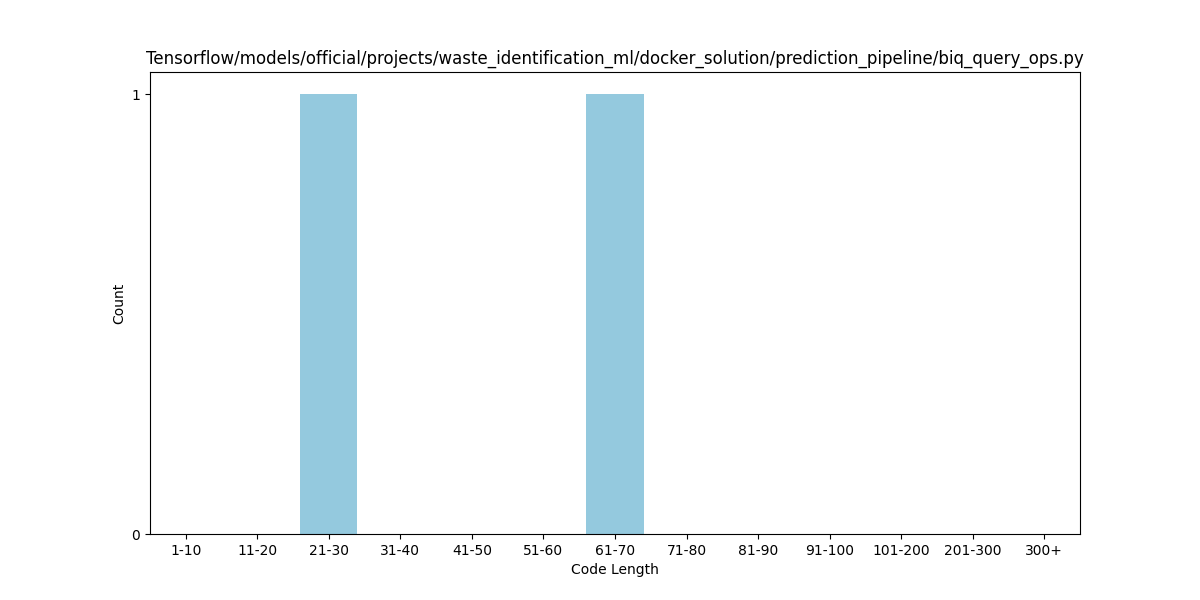 Tensorflow/models/official/projects/waste_identification_ml/docker_solution/prediction_pipeline/biq_query_ops.py
1
0
Count
1-10 11-20 21-30 31-40 41-50 51-60 61-70 71-80 81-90 91-100 101-200 201-300 300+
Code Length